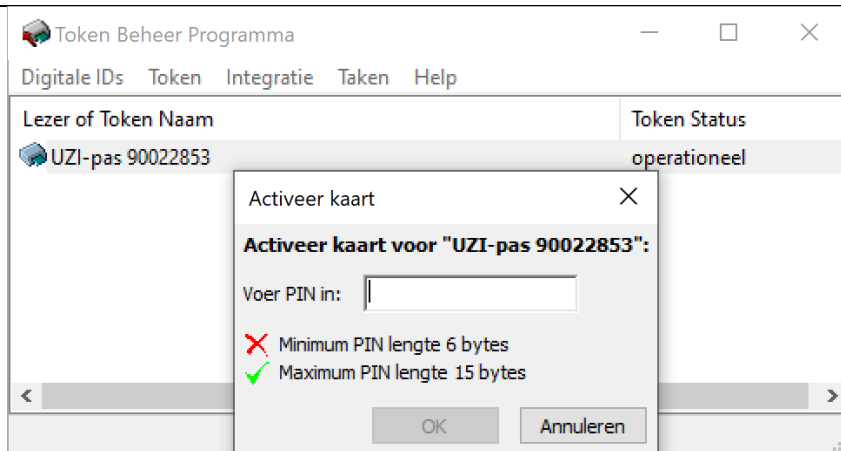 Token Beheer Programma
Digitale IDs Token Integratie Taken Help
Lezer of Token Naam Token Status
UZI-pas 90022853 operationeel
Activeer kaart
Activeer kaart voor "UZI-pas 90022853":
Voer PIN in:
Minimum PIN lengte 6 bytes
Maximum PIN lengte 15 bytes
OK Annuleren